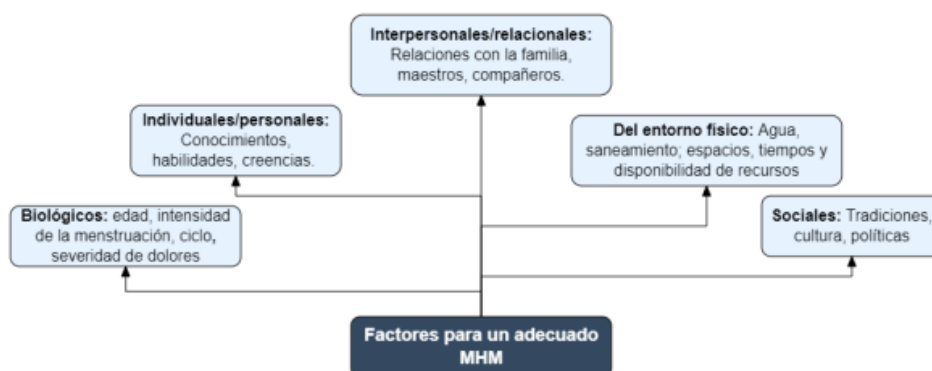 Interpersonales/relacionales:
Relaciones con la familia,
maestros, compañeros.
Individuales/personales:
Conocimientos,
habilidades, creencias.
Del entorno físico: Agua,
saneamiento; espacios, tiempos y
disponibilidad de recursos
Biológicos: edad, intensidad
de la menstruación, ciclo,
severidad de dolores
Sociales: Tradiciones,
cultura, políticas
Factores para un adecuado
MHM